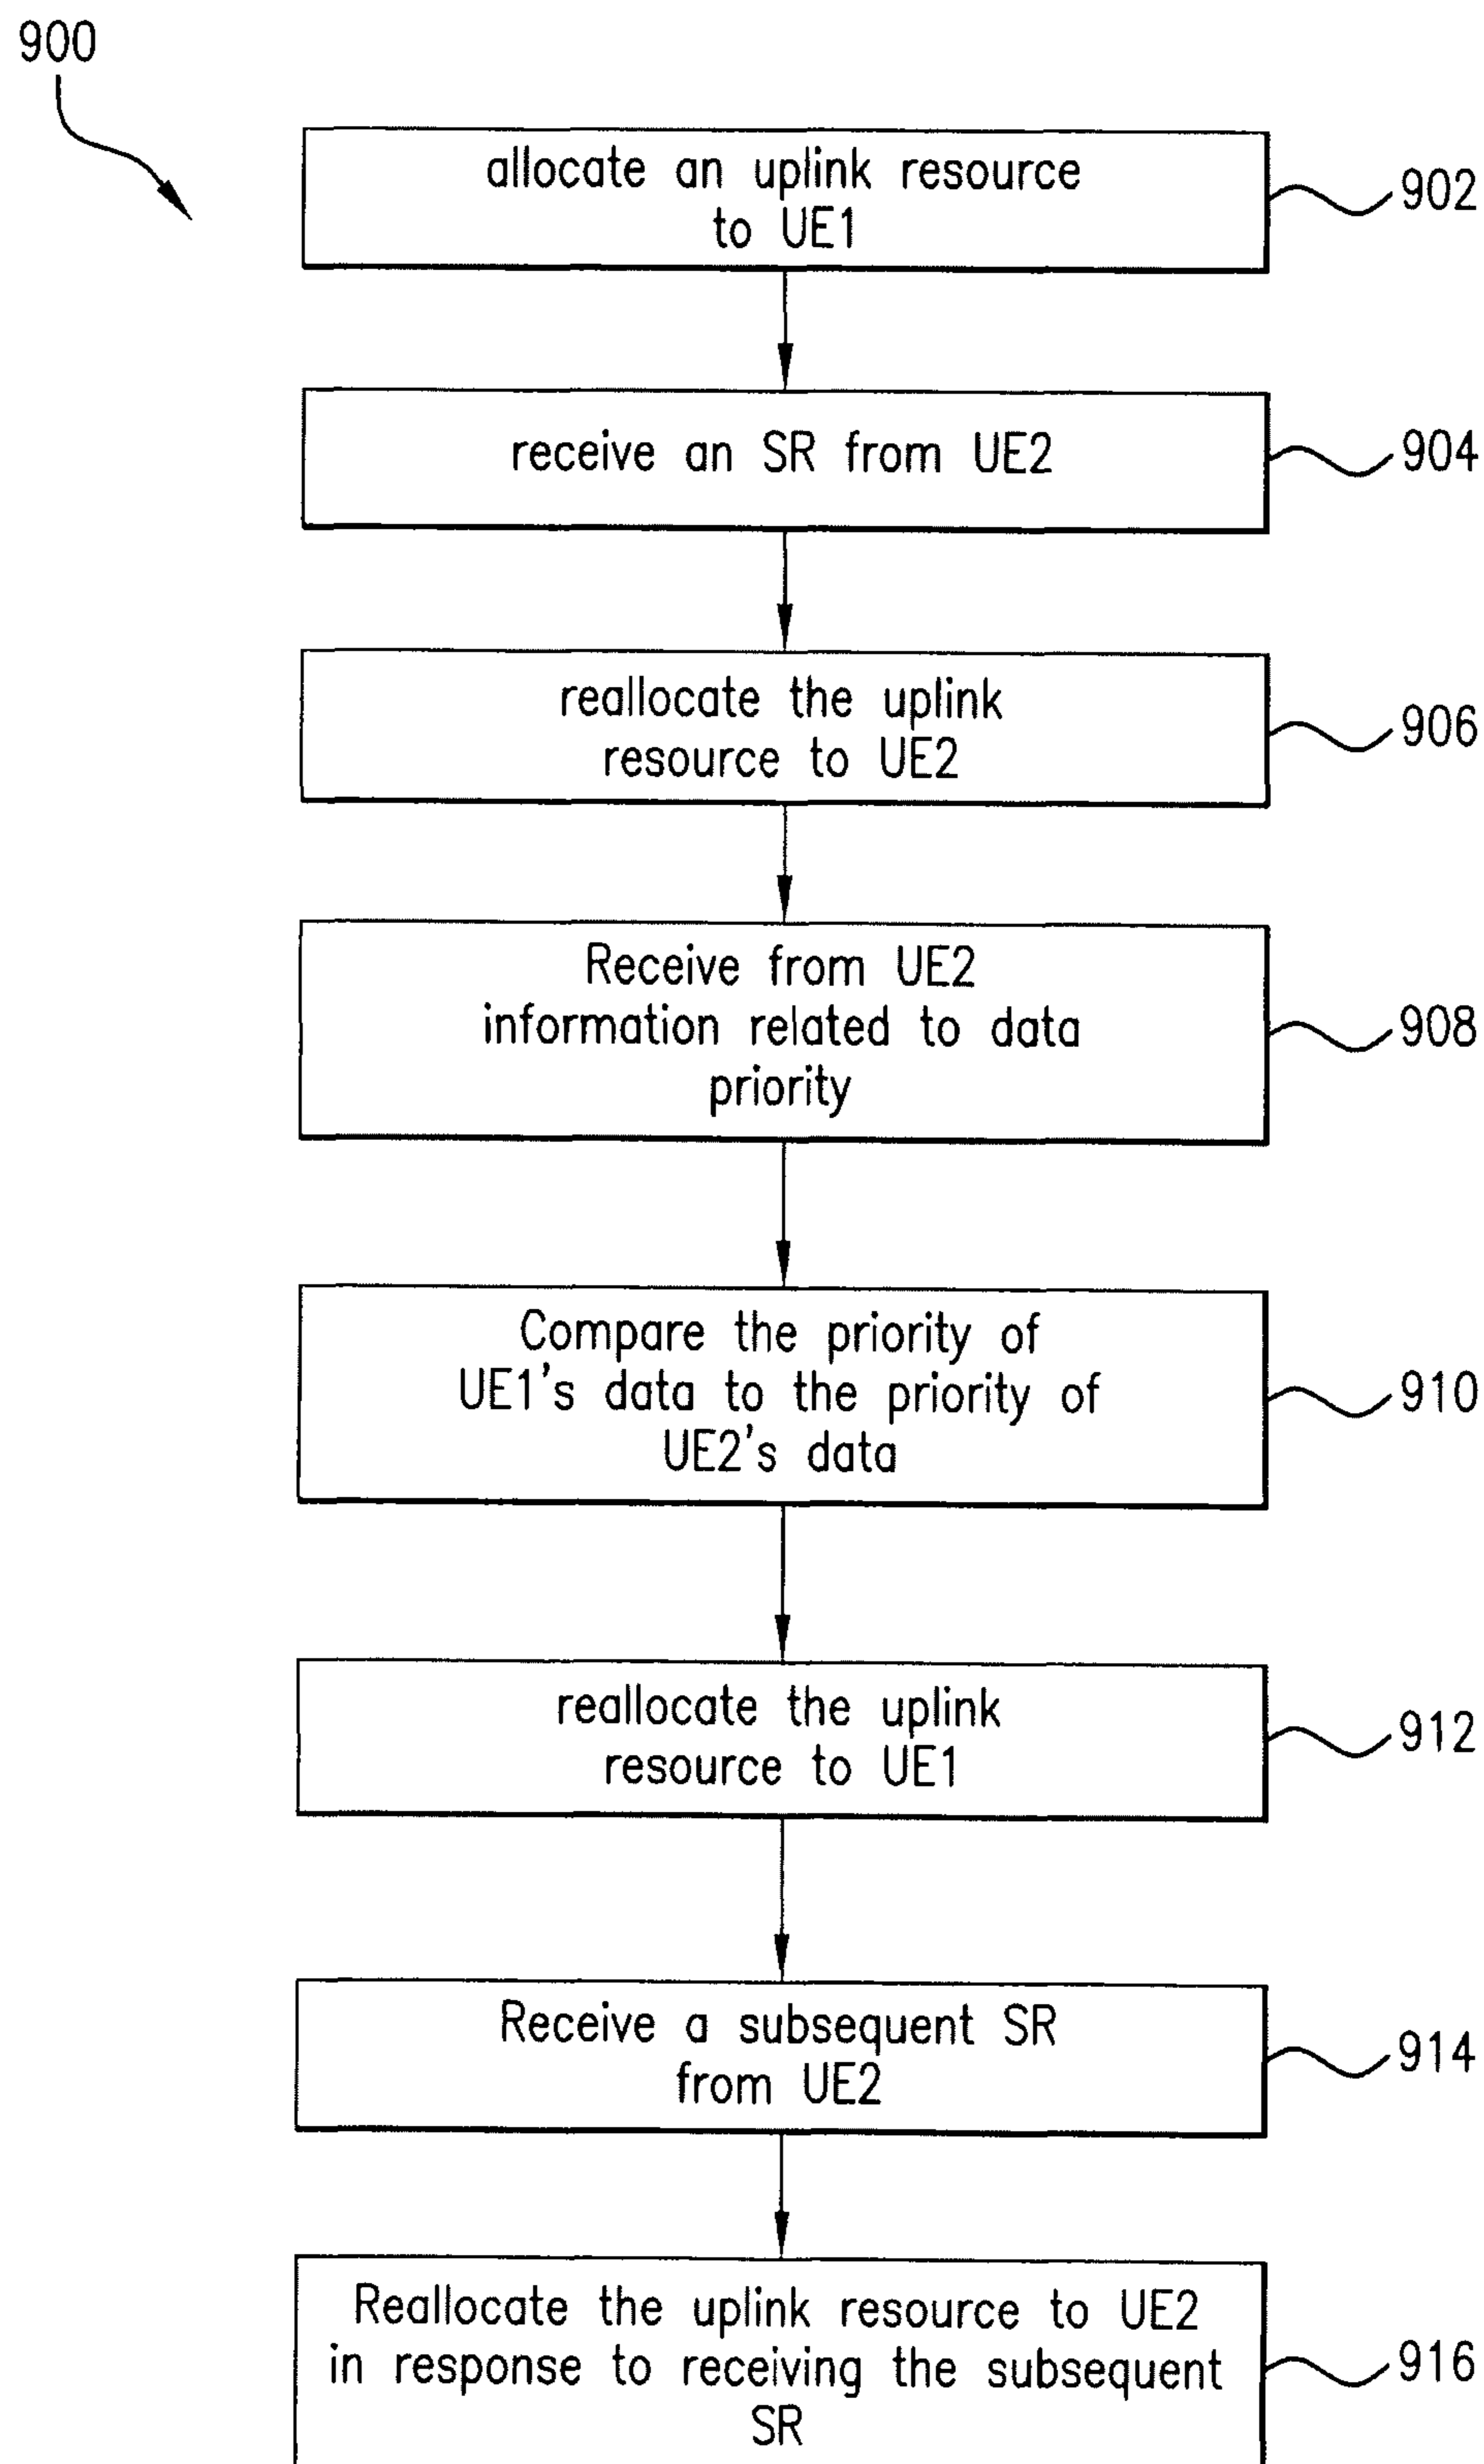 900
allocate an uplink resource
to UE1
902
receive an SR from UE2
904
reallocate the uplink
resource to UE2
906
Receive from UE2
information related to data
priority
908
Compare the priority of
UE1's data to the priority of
UE2's data
910
reallocate the uplink
resource to UE1
912
Receive a subsequent SR
from UE2
914
Reallocate the uplink resource to UE2
in response to receiving the subsequent
SR
916